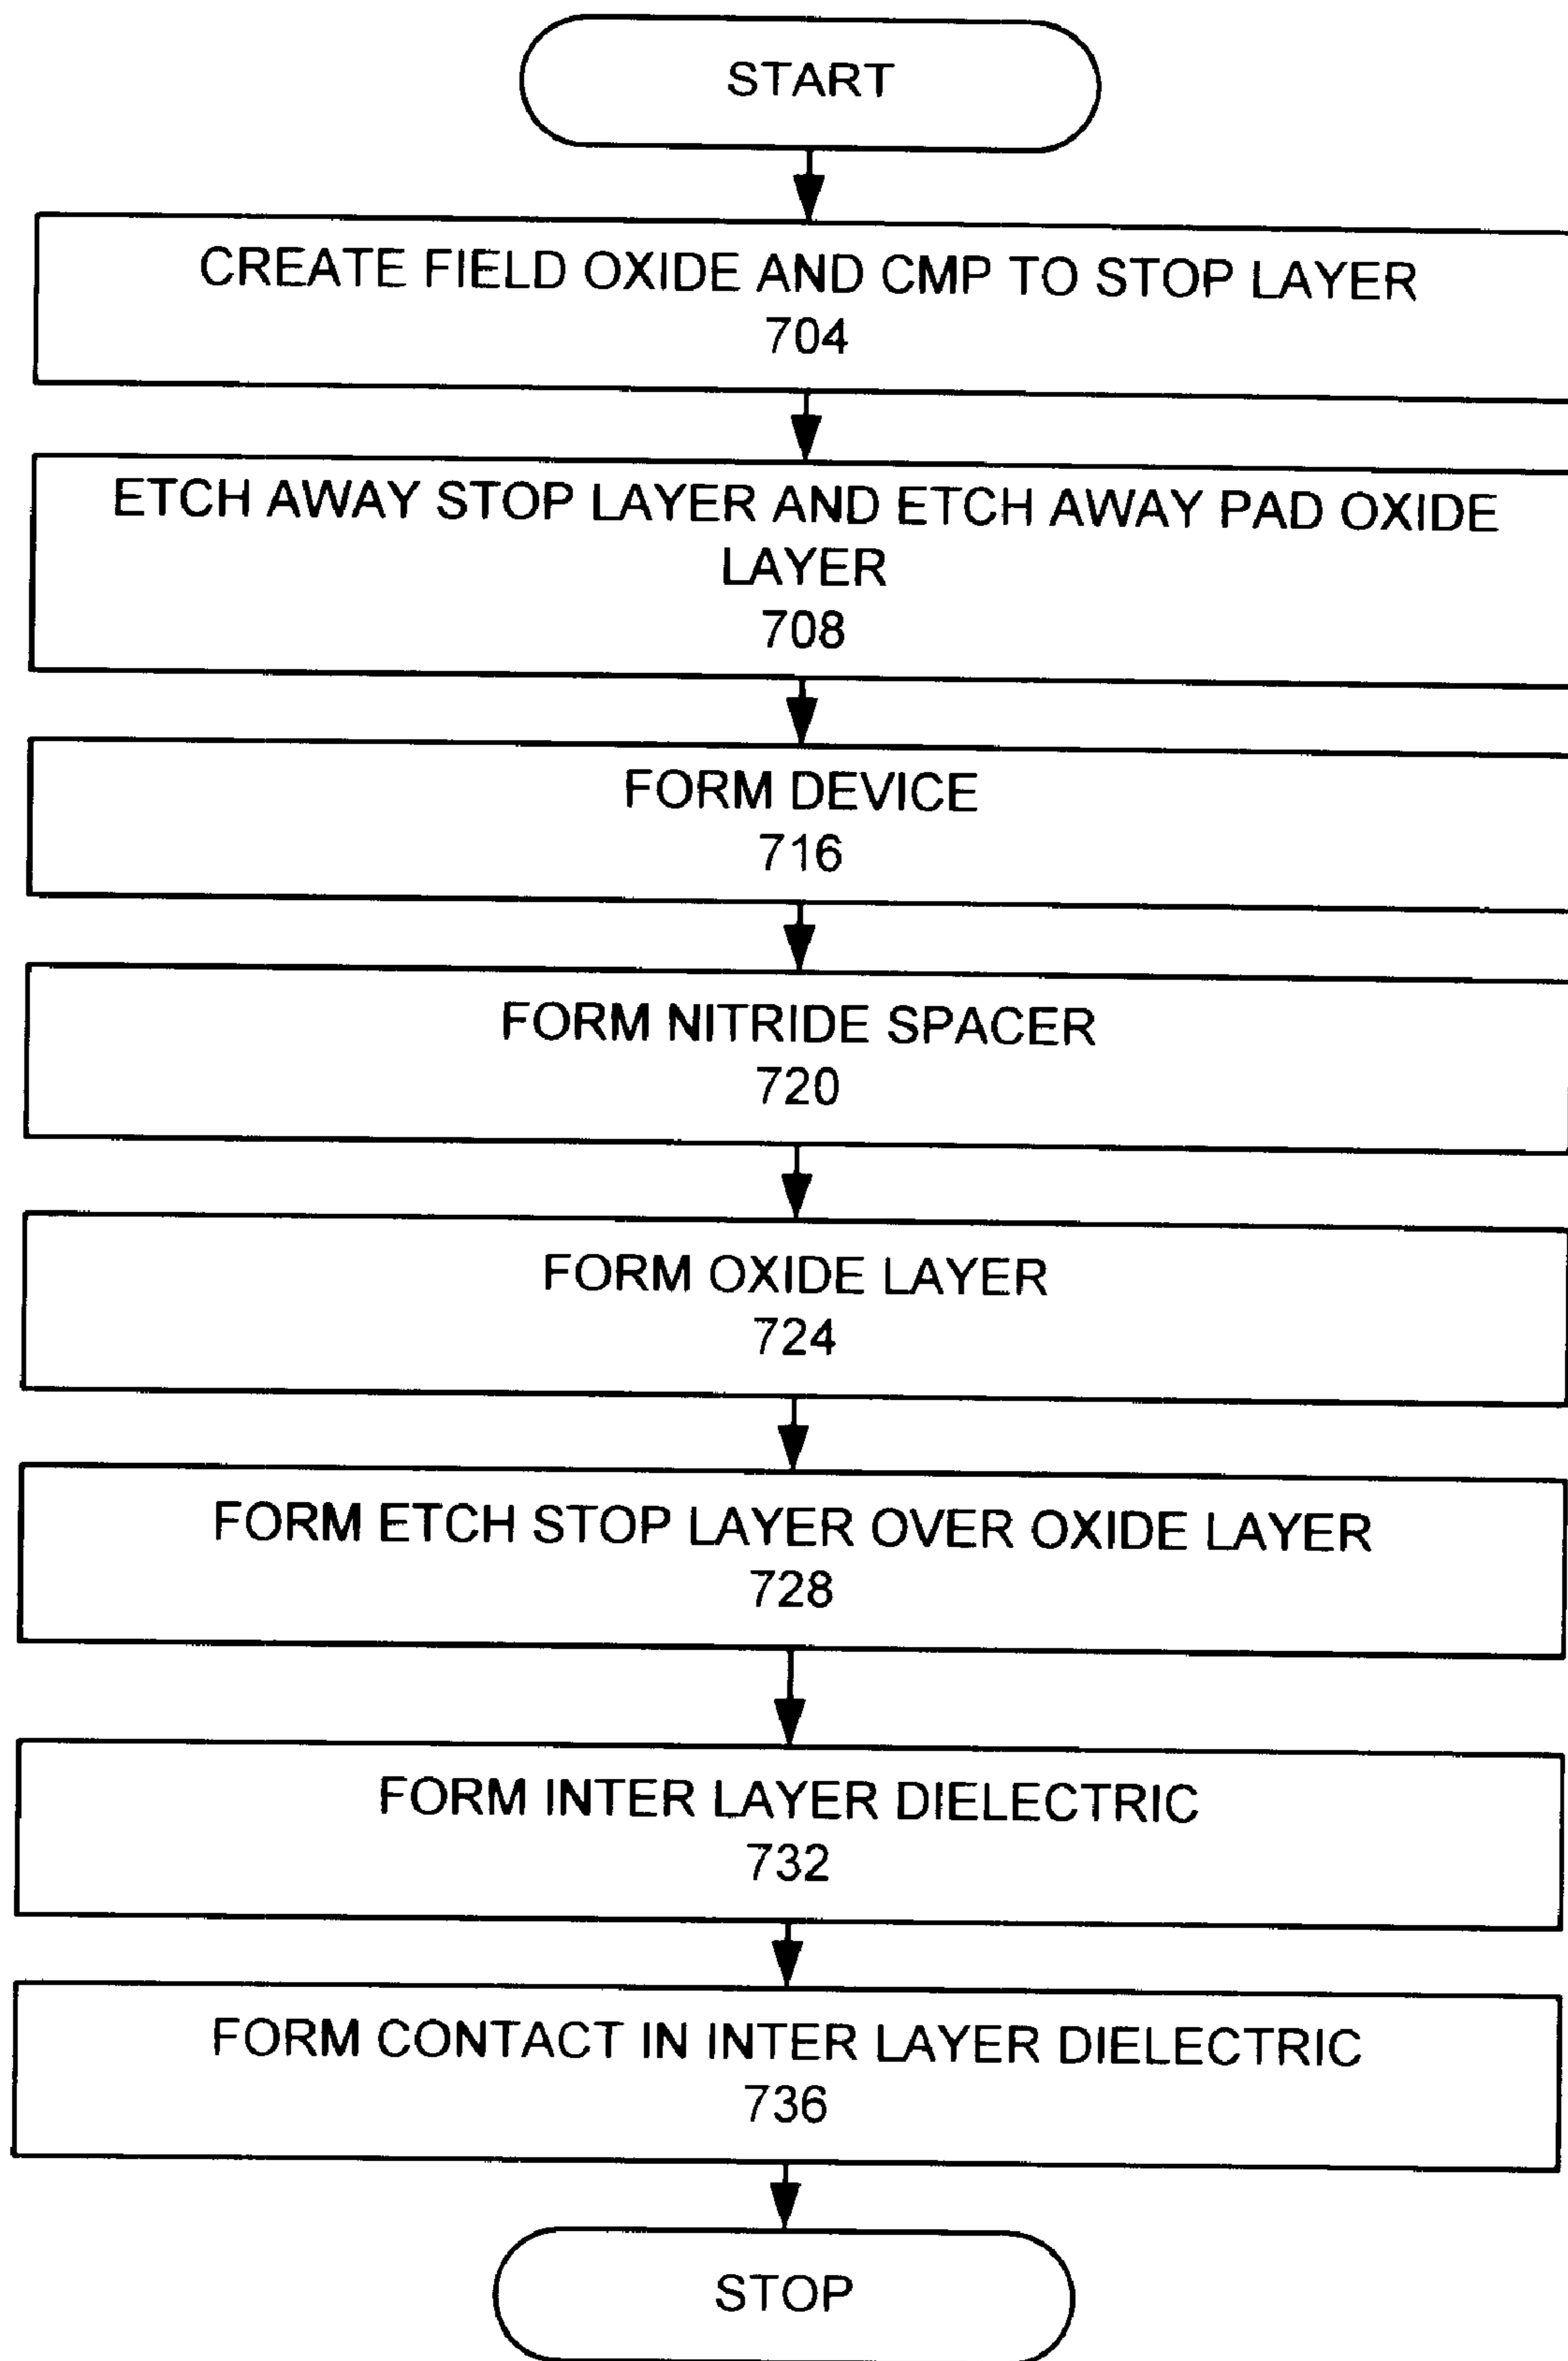 START
CREATE FIELD OXIDE AND CMP TO STOP LAYER
704
ETCH AWAY STOP LAYER AND ETCH AWAY PAD OXIDE
LAYER
708
FORM DEVICE
716
FORM NITRIDE SPACER
720
FORM OXIDE LAYER
724
FORM ETCH STOP LAYER OVER OXIDE LAYER
728
FORM INTER LAYER DIELECTRIC
732
FORM CONTACT IN INTER LAYER DIELECTRIC
736
STOP